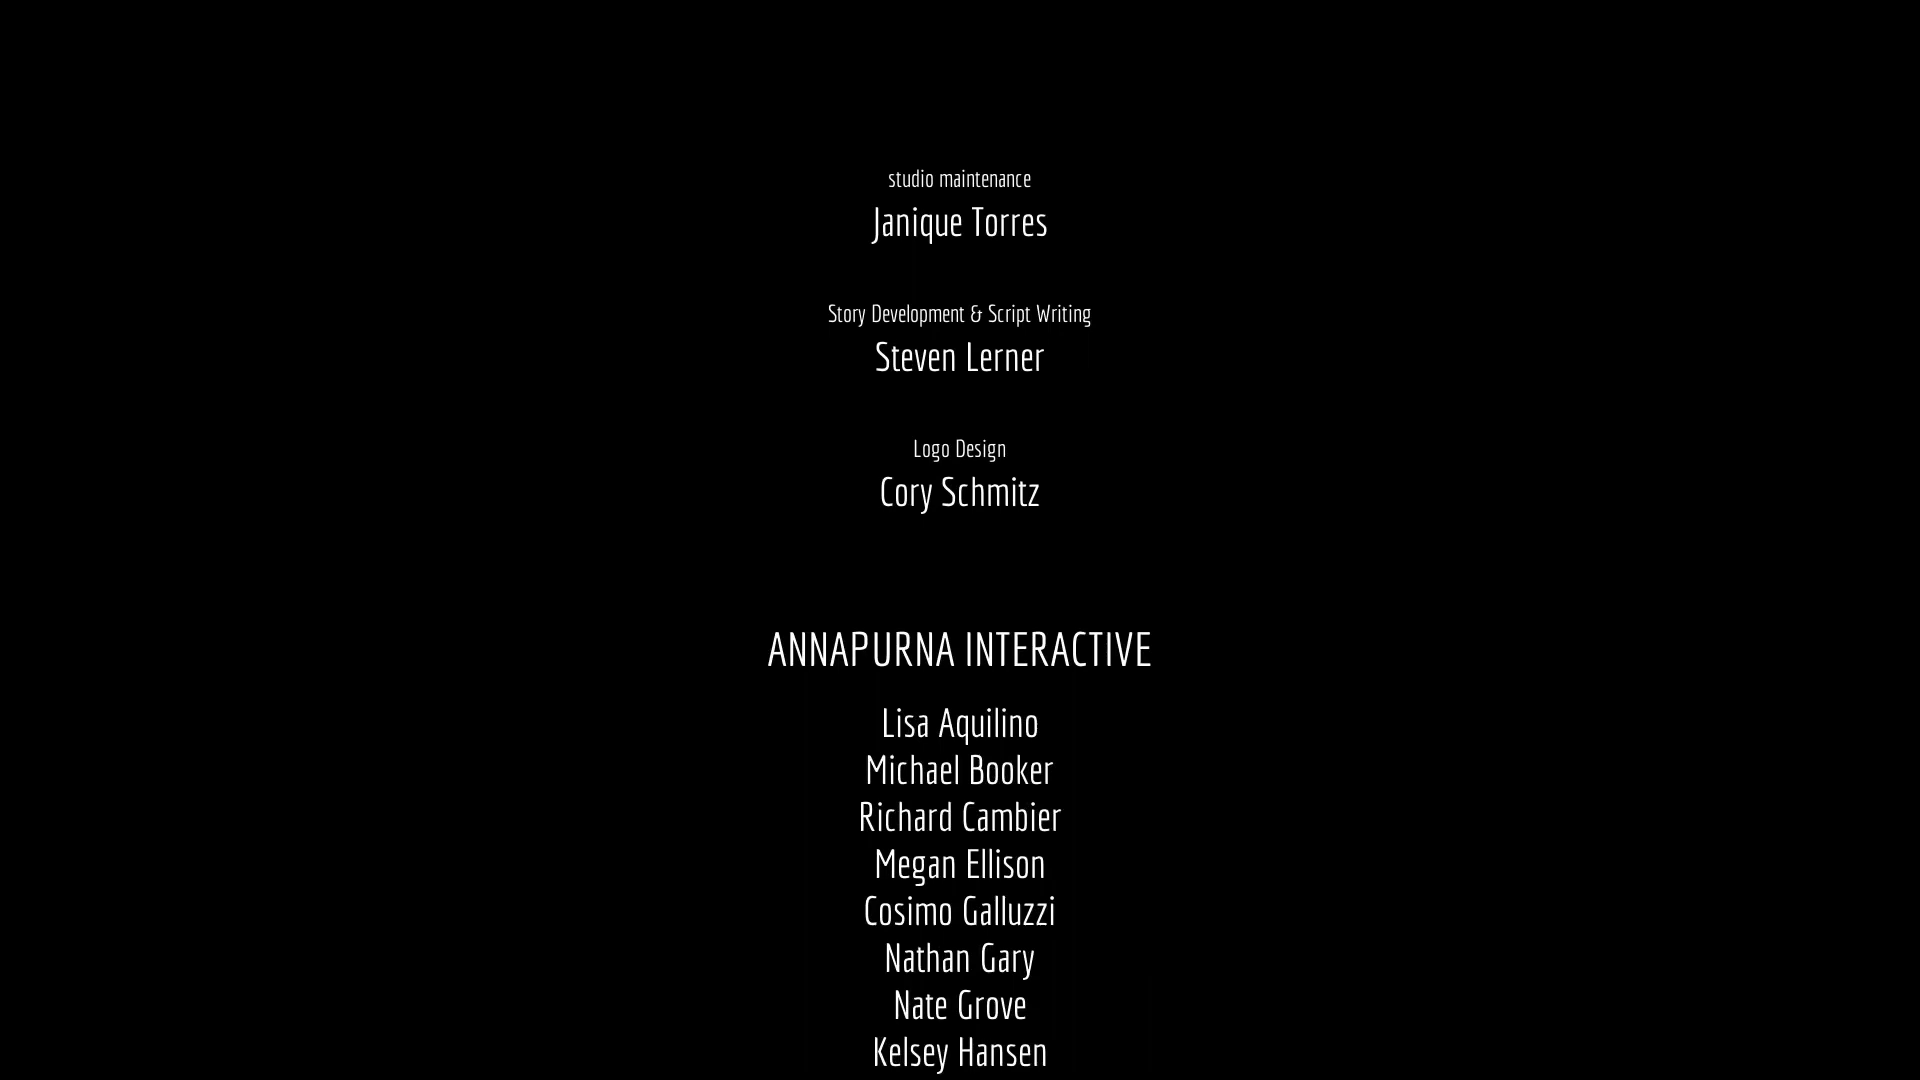 studio maintenance
Janique Torres
Story Development & Script Writing
Steven Lerner
Logo Design
Cory Schmitz
ANNAPURNA INTERACTIVE
Lisa Aquilino
Michael Booker
Richard Cambier
Megan Ellison
Cosimo Galluzzi
Nathan Gary
Nate Grove
Kelsey Hansen